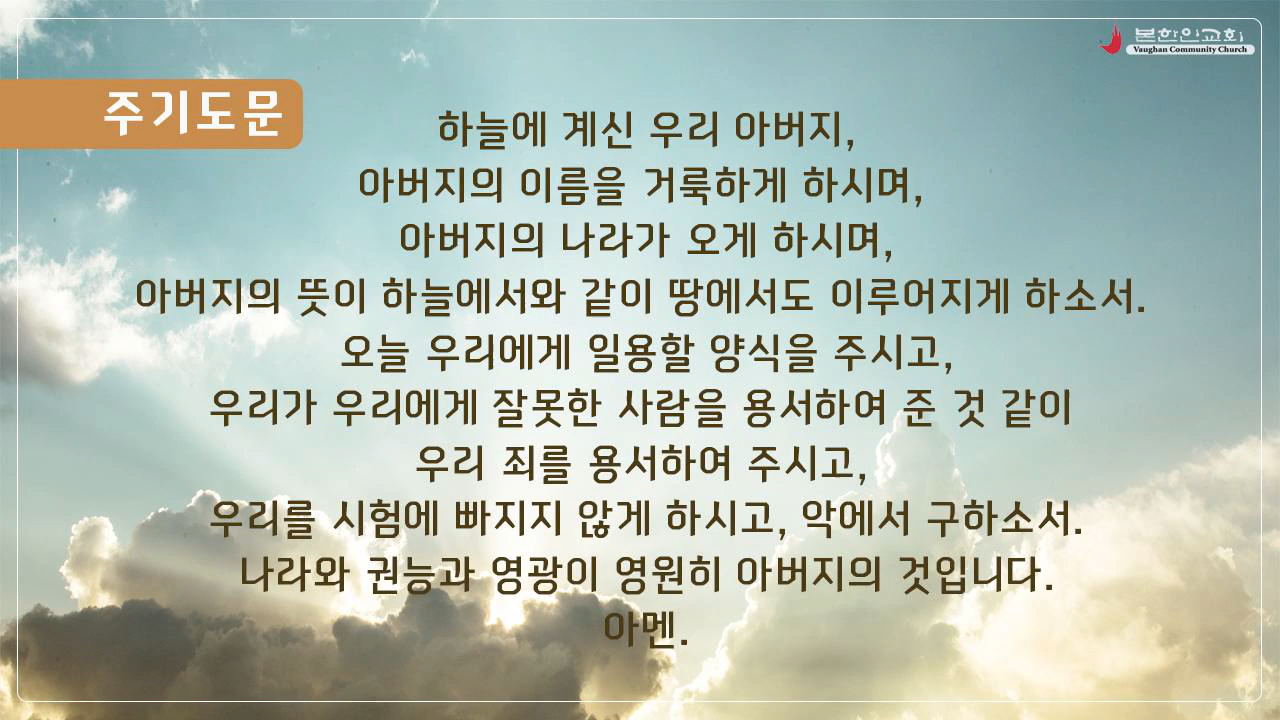 본한인교회
Vaughan Community Church
주기도문
하늘에 계신 우리 아버지,
아버지의 이름을 거룩하게 하시며,
아버지의 나라가 오게 하시며,
아버지의 뜻이 하늘에서와 같이 땅에서도 이루어지게 하소서.
오늘 우리에게 일용할 양식을 주시고,
우리가 우리에게 잘못한 사람을 용서하여 준 것 같이
우리 죄를 용서하여 주시고,
우리를 시험에 빠지지 않게 하시고, 악에서 구하소서.
나라와 권능과 영광이 영원히 아버지의 것입니다.
아멘.